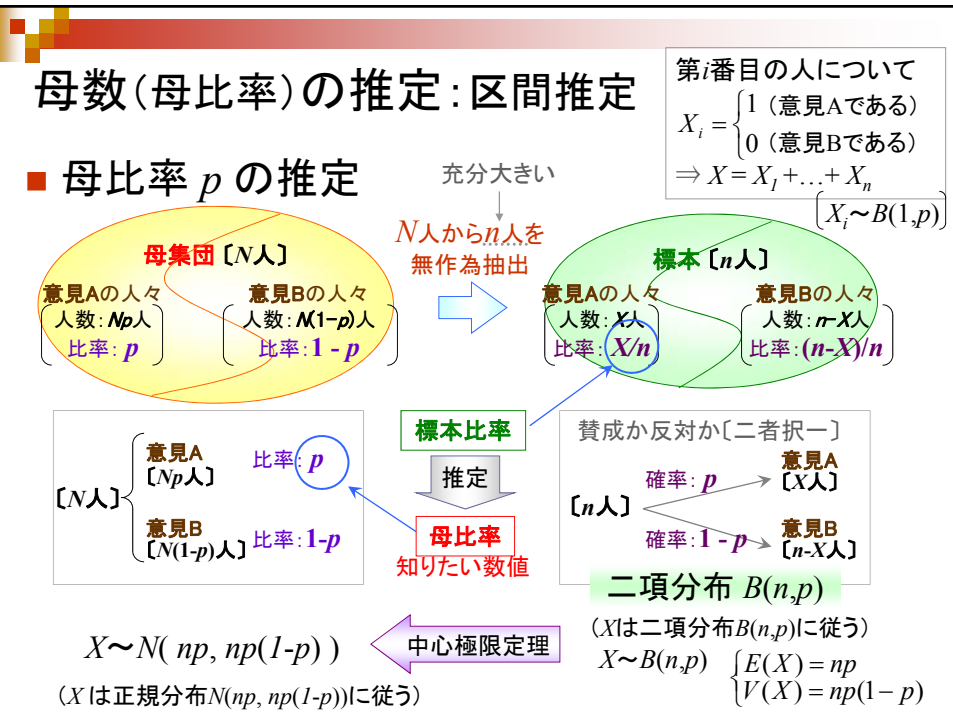 母数（母比率）の推定：区間推定
第i番目の人について
X_i = { 1 （意見Aである）
0 （意見Bである）
⇒ X = X_1 +…+ X_n
〔X_i～B(1,p)〕
■ 母比率 p の推定
充分大きい
N人からn人を
無作為抽出
母集団〔N人〕
意見Aの人々
人数：Np人
比率：p
意見Bの人々
人数：N(1-p)人
比率：1 - p
標本〔n人〕
意見Aの人々
人数：X人
比率：X/n
意見Bの人々
人数：n-X人
比率：(n-X)/n
〔N人〕
意見A
〔Np人〕
比率：p
意見B
〔N(1-p)人〕
比率：1-p
標本比率
推定
母比率
知りたい数値
賛成か反対か〔二者択一〕
〔n人〕
確率：p
意見A
〔X人〕
確率：1 - p
意見B
〔n-X人〕
二項分布 B(n,p)
（Xは二項分布B(n,p)に従う）
X～B(n,p)
E(X) = np
V(X) = np(1 − p)
中心極限定理
X～N( np, np(1-p) )
（X は正規分布N(np, np(1-p))に従う）